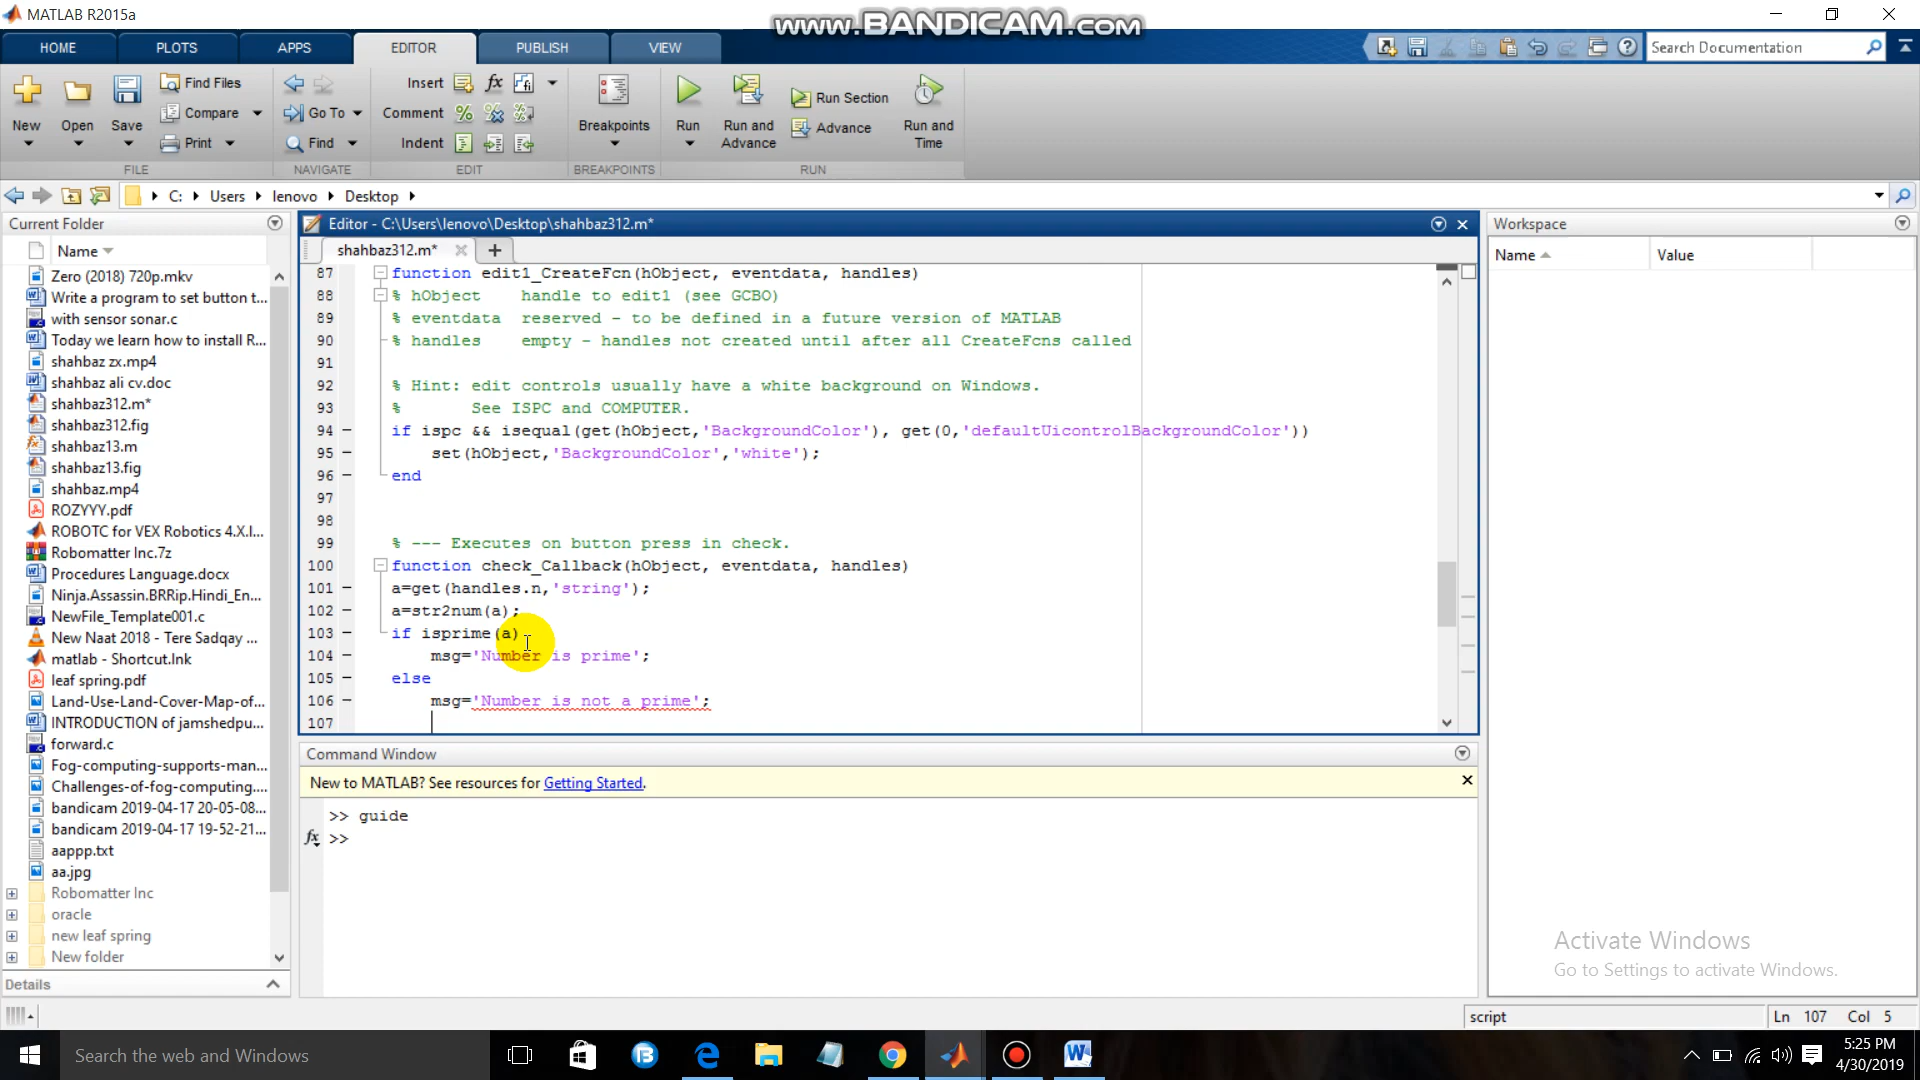 MATLAB R2015a
www.BANDICAM.com
HOME
PLOTS
APPS
EDITOR
PUBLISH
VIEW
Search Documentation
New
Open
Save
Find Files
Compare
Print
Go To
Find
Insert
Comment
Indent
fx
Breakpoints
Run
Run and Advance
Run Section
Advance
Run and Time
FILE
NAVIGATE
EDIT
BREAKPOINTS
RUN
C: Users lenovo Desktop
Current Folder
Name
Zero (2018) 720p.mkv
Write a program to set button t...
with sensor sonar.c
Today we learn how to install R...
shahbaz zx.mp4
shahbaz ali cv.doc
shahbaz312.m*
shahbaz312.fig
shahbaz13.m
shahbaz13.fig
shahbaz.mp4
ROZYYY.pdf
ROBOTC for VEX Robotics 4.X.l...
Robomatter Inc.7z
Procedures Language.docx
Ninja.Assassin.BRRip.Hindi_En...
NewFile_Template001.c
New Naat 2018 - Tere Sadqay ...
matlab - Shortcut.lnk
leaf spring.pdf
Land-Use-Land-Cover-Map-of...
INTRODUCTION of jamshedpu...
forward.c
Fog-computing-supports-man...
Challenges-of-fog-computing....
bandicam 2019-04-17 20-05-08...
bandicam 2019-04-17 19-52-21...
aappp.txt
aa.jpg
Robomatter Inc
oracle
new leaf spring
New folder
Details
Editor - C:\Users\lenovo\Desktop\shahbaz312.m*
shahbaz312.m*
87 function edit1_CreateFcn(hObject, eventdata, handles)
88 % hObject    handle to edit1 (see GCBO)
89 % eventdata  reserved - to be defined in a future version of MATLAB
90 % handles    empty - handles not created until after all CreateFcns called
91
92 % Hint: edit controls usually have a white background on Windows.
93 %       See ISPC and COMPUTER.
94 if ispc && isequal(get(hObject,'BackgroundColor'), get(0,'defaultUicontrolBackgroundColor'))
95     set(hObject,'BackgroundColor','white');
96 end
97
98
99 % --- Executes on button press in check.
100 function check_Callback(hObject, eventdata, handles)
101 a=get(handles.n,'string');
102 a=str2num(a);
103 if isprime(a)
104     msg='Number is prime';
105 else
106     msg='Number is not a prime';
107
Command Window
New to MATLAB? See resources for Getting Started.
>> guide
fx >>
Workspace
Name
Value
Activate Windows
Go to Settings to activate Windows.
script
Ln 107 Col 5
Search the web and Windows
5:25 PM
4/30/2019